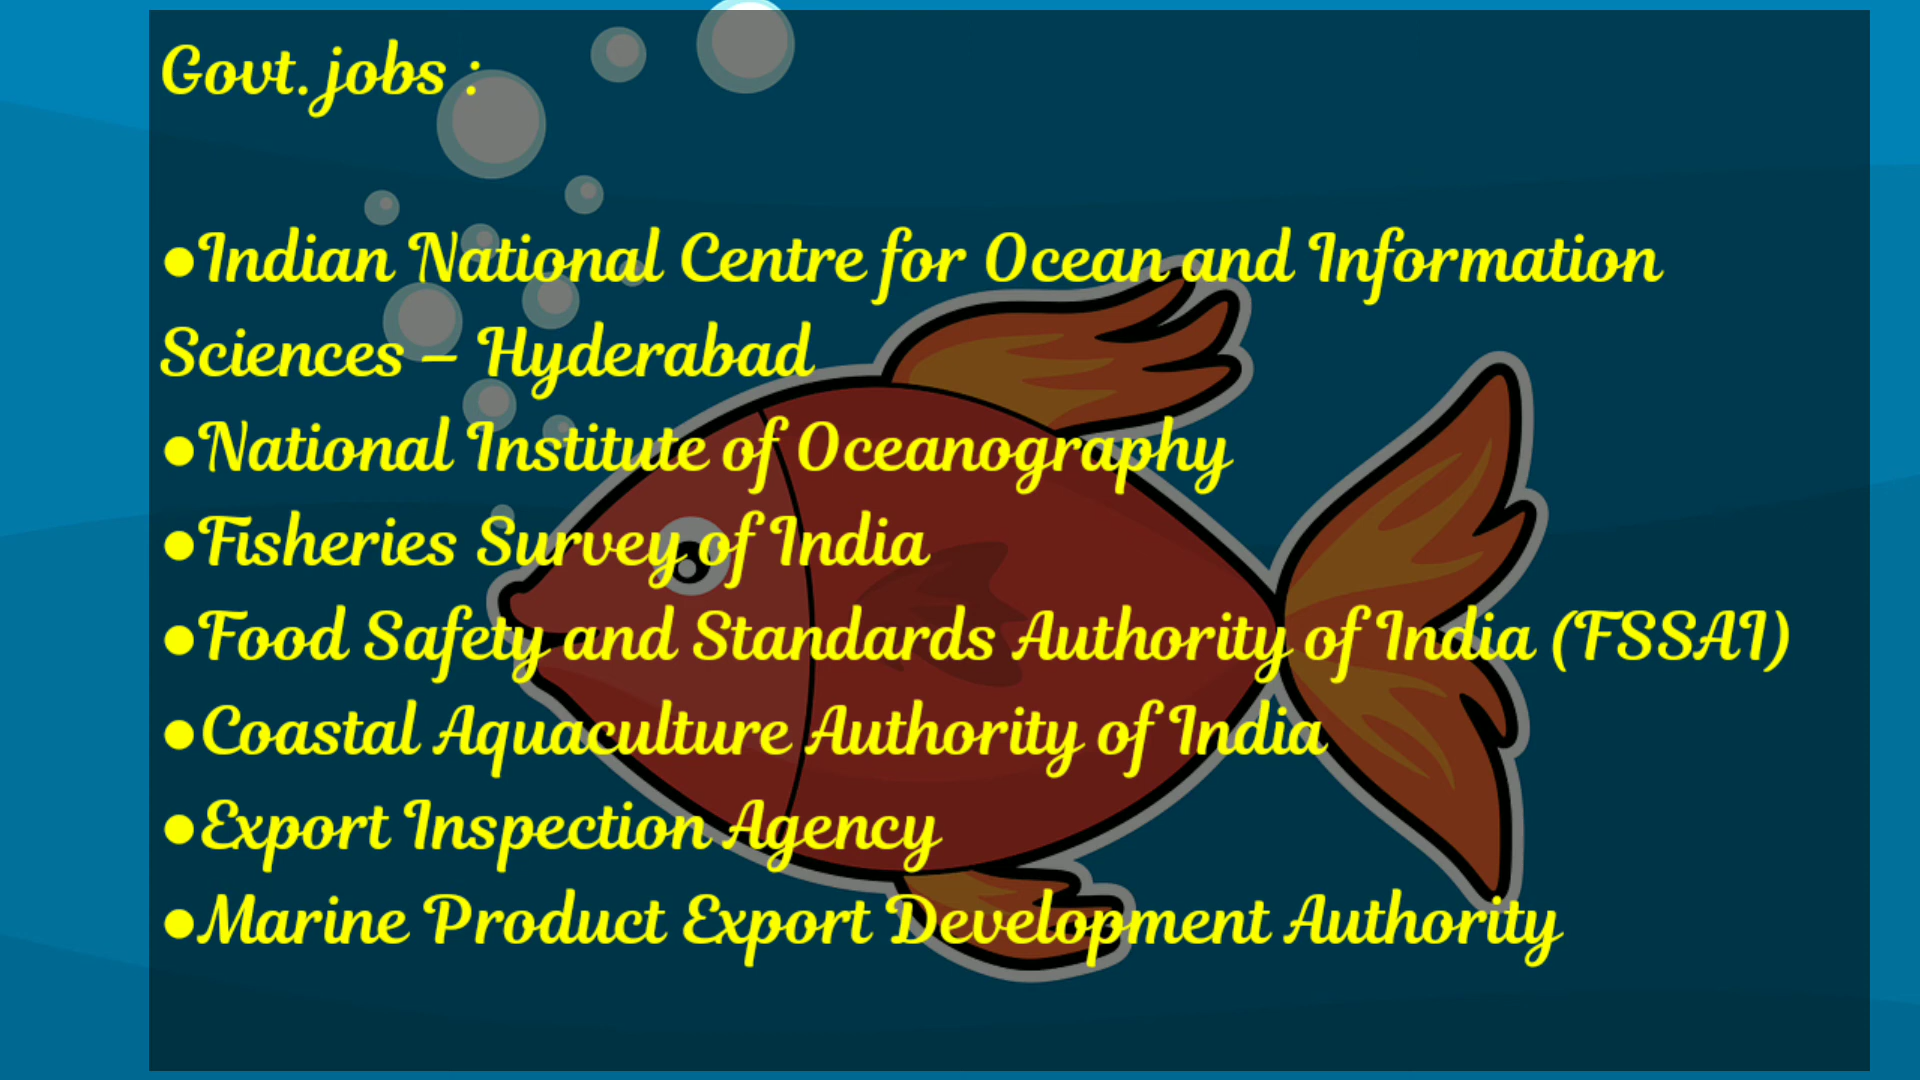 Govt. jobs :
●Indian National Centre for Ocean and Information
Sciences – Hyderabad
●National Institute of Oceanography
●Fisheries Survey of India
●Food Safety and Standards Authority of India (FSSAI)
●Coastal Aquaculture Authority of India
●Export Inspection Agency
●Marine Product Export Development Authority